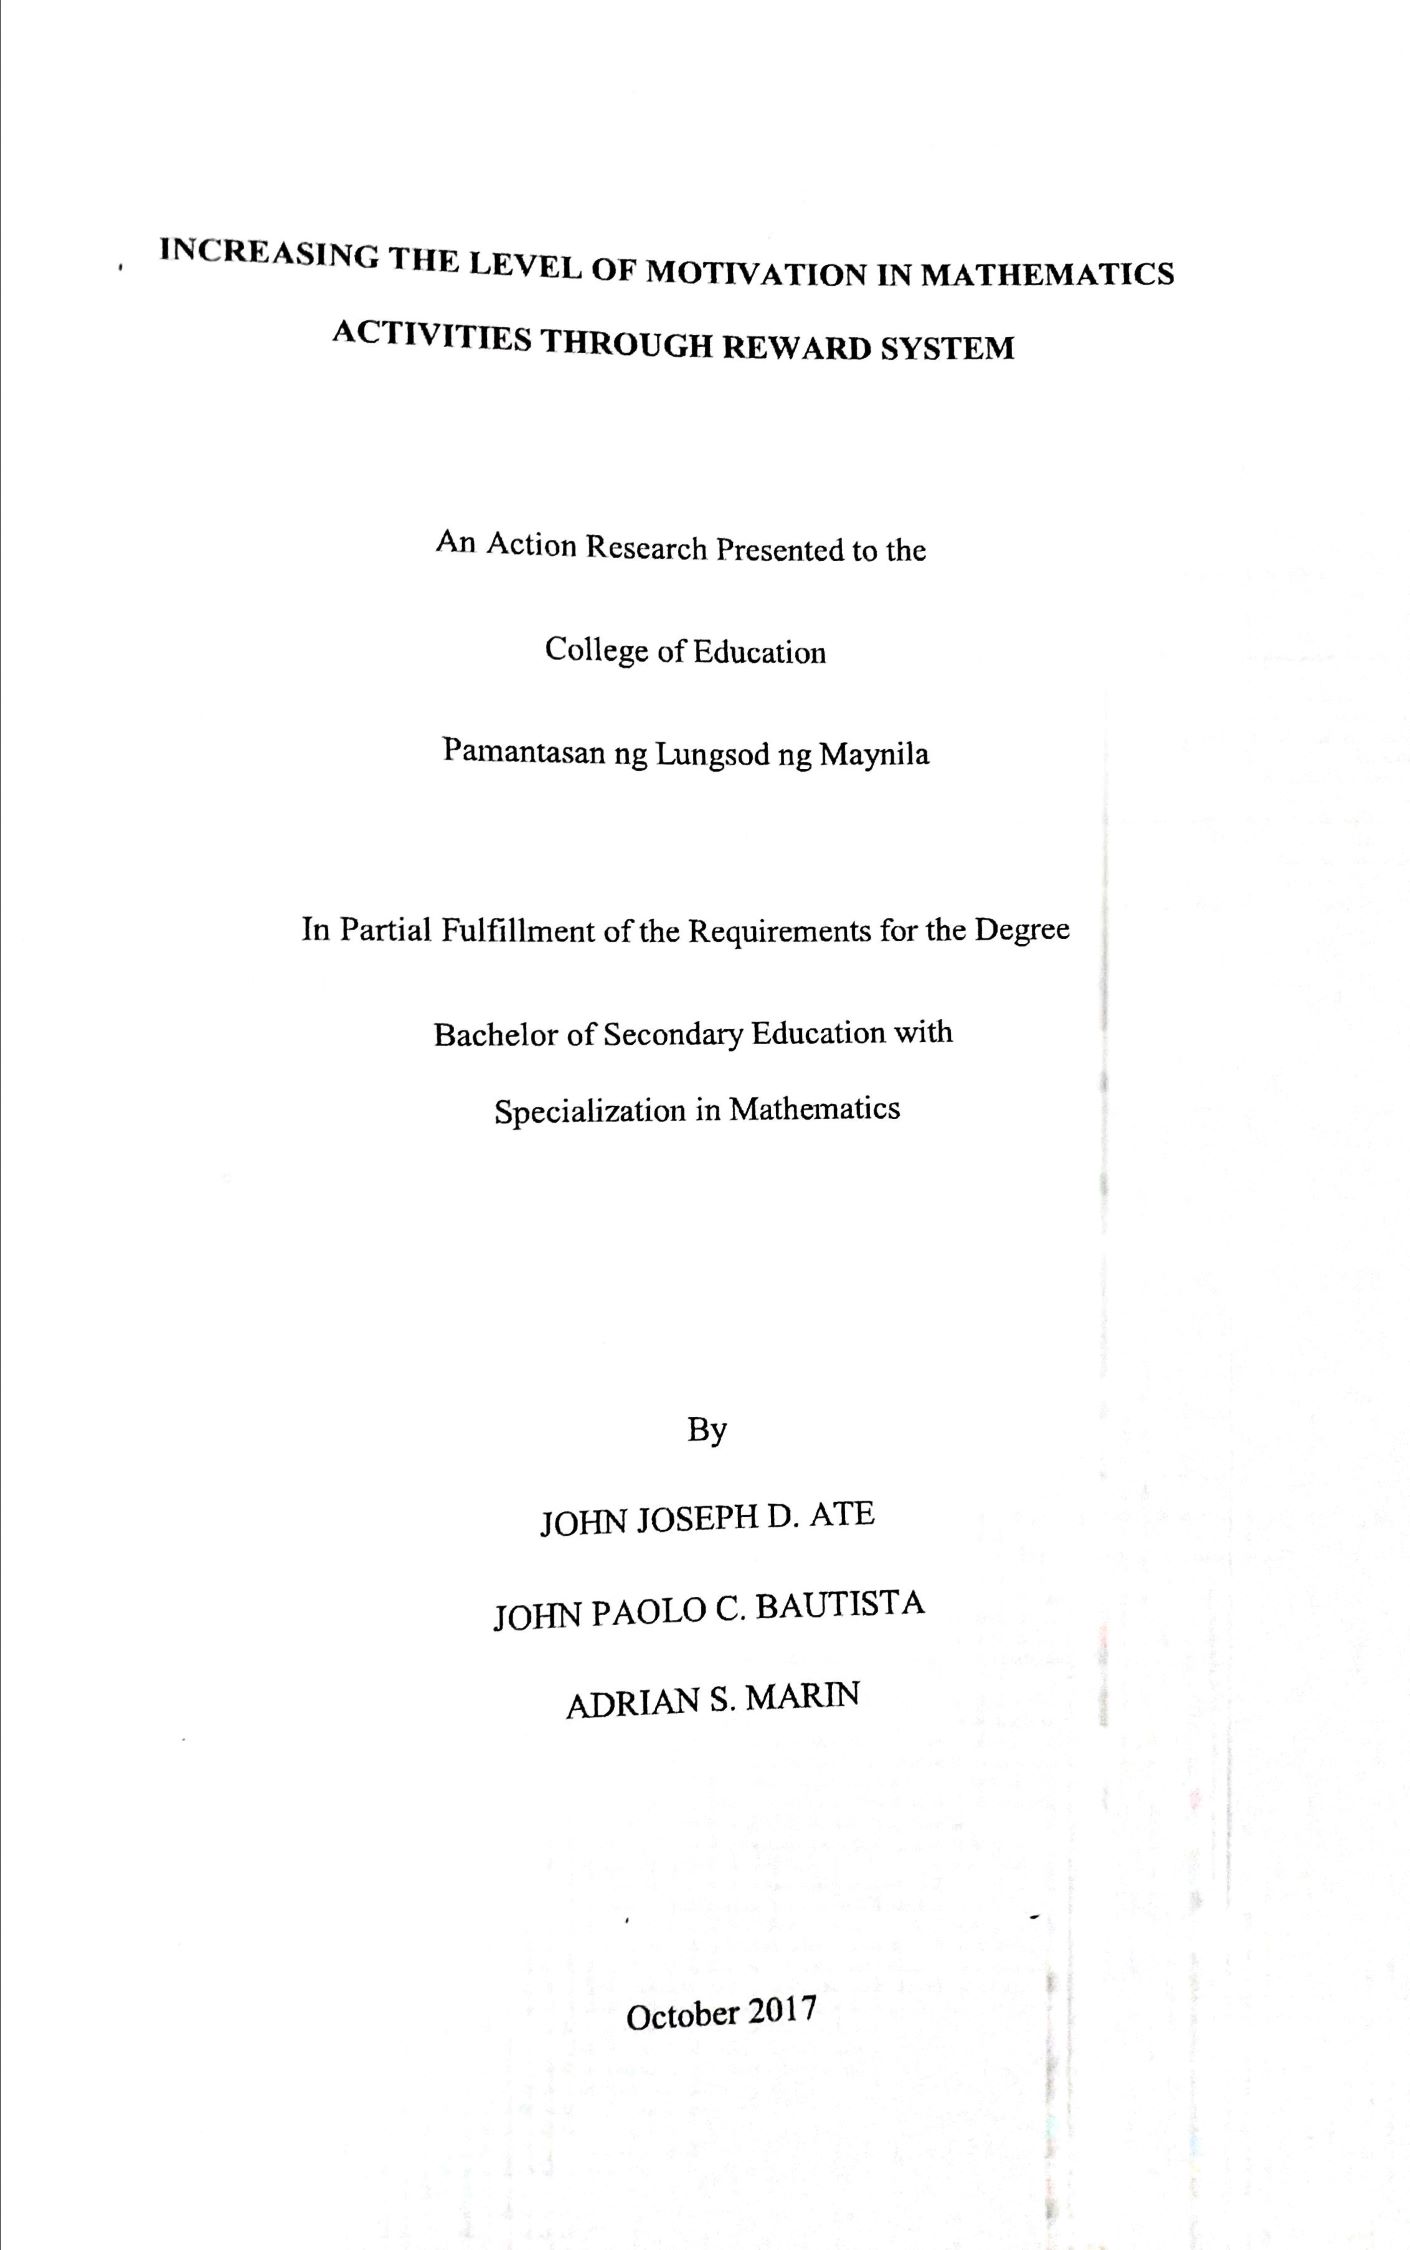 INCREASING THE LEVEL OF MOTIVATION IN MATHEMATICS
ACTIVITIES THROUGH REWARD SYSTEM
An Action Research Presented to the
College of Education
Pamantasan ng Lungsod ng Maynila
In Partial Fulfillment of the Requirements for the Degree
Bachelor of Secondary Education with
Specialization in Mathematics
By
JOHN JOSEPH D. ATE
JOHN PAOLO C. BAUTISTA
ADRIAN S. MARIN
October 2017